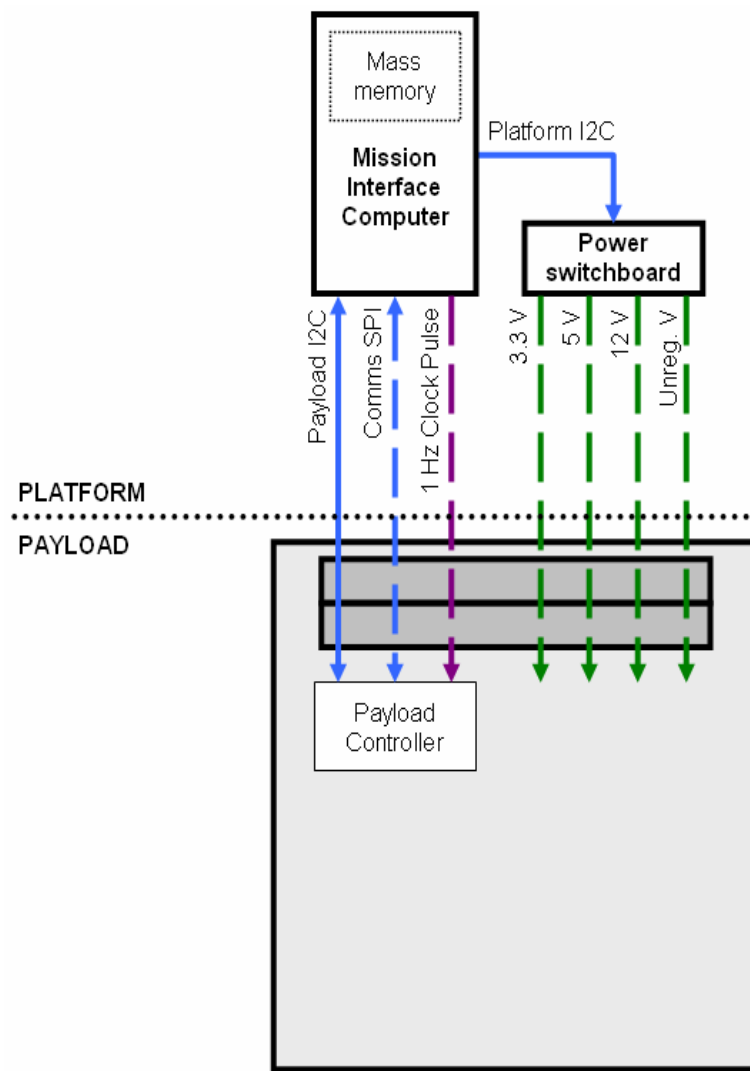 Mass
memory
Mission
Interface
Computer
Platform I2C
Power
switchboard
Payload I2C
Comms SPI
1 Hz Clock Pulse
3.3 V
5 V
12 V
Unreg. V
PLATFORM
PAYLOAD
Payload
Controller